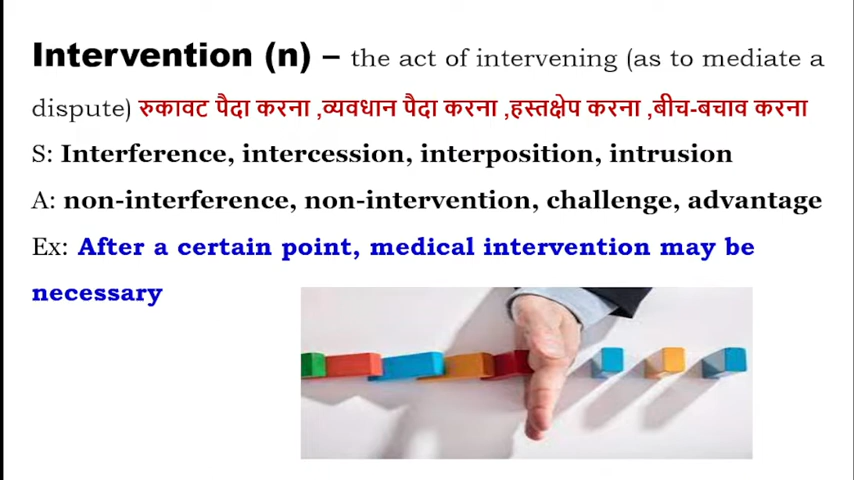 Intervention (n) – the act of intervening (as to mediate a
dispute) रुकावट पैदा करना ,व्यवधान पैदा करना ,हस्तक्षेप करना ,बीच-बचाव करना
S: Interference, intercession, interposition, intrusion
A: non-interference, non-intervention, challenge, advantage
Ex: After a certain point, medical intervention may be
necessary